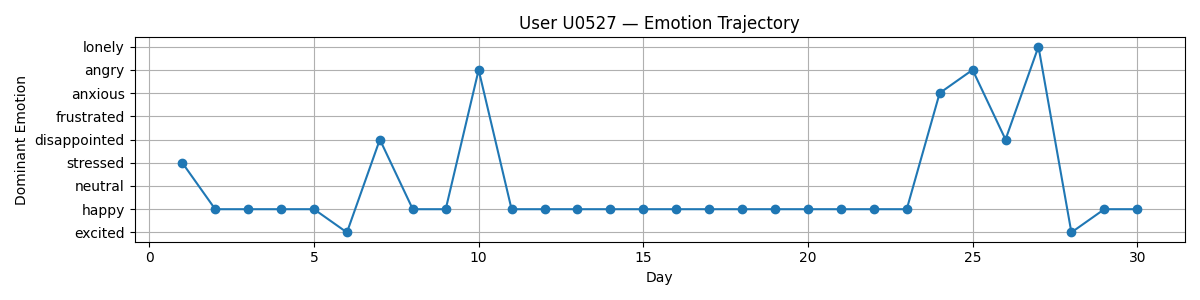 User U0527 — Emotion Trajectory
Dominant Emotion
lonely
angry
anxious
frustrated
disappointed
stressed
neutral
happy
excited
0 5 10 15 20 25 30
Day